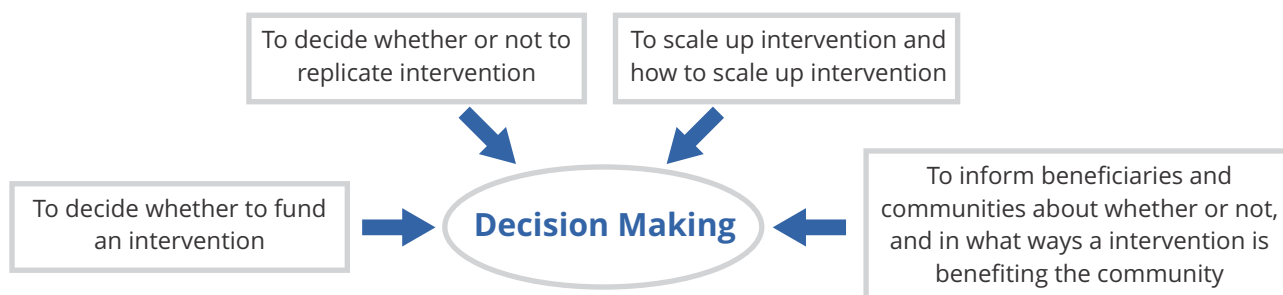 To decide whether or not to
replicate intervention
To scale up intervention and
how to scale up intervention
To decide whether to fund
an intervention
Decision Making
To inform beneficiaries and
communities about whether or not,
and in what ways a intervention is
benefiting the community